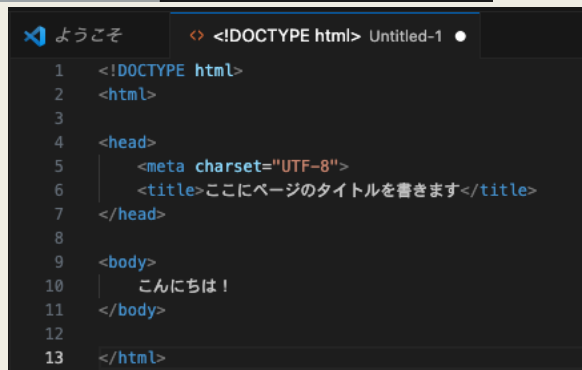 ようこそ
<> <!DOCTYPE html> Untitled-1 ●
1 <!DOCTYPE html>
2 <html>
3
4 <head>
5     <meta charset="UTF-8">
6     <title>ここにページのタイトルを書きます</title>
7 </head>
8
9 <body>
10     こんにちは！
11 </body>
12
13 </html>